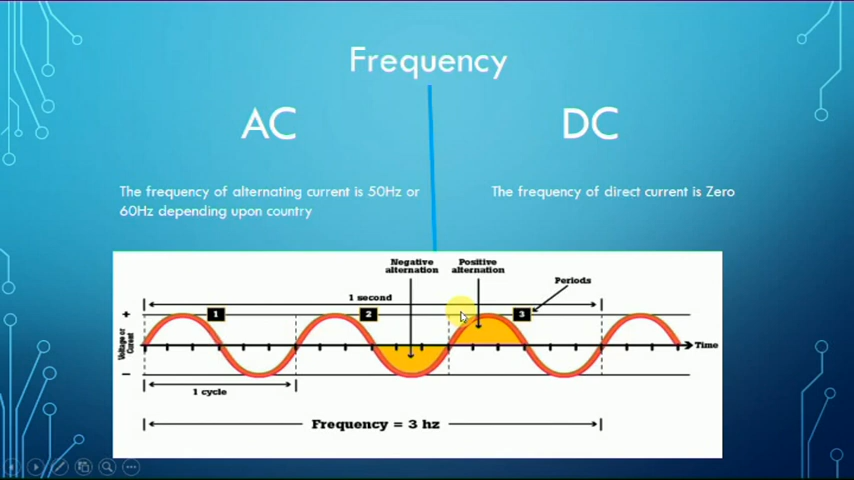 Frequency
AC
DC
The frequency of alternating current is 50Hz or
60Hz depending upon country
The frequency of direct current is Zero
Negative
alternation
Positive
alternation
Periods
1 second
+
1
2
3
Voltage or
Current
Time
–
1 cycle
Frequency = 3 hz